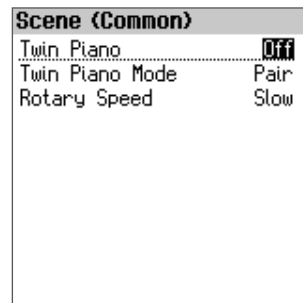 Scene (Common)
Twin Piano Off
Twin Piano Mode Pair
Rotary Speed Slow